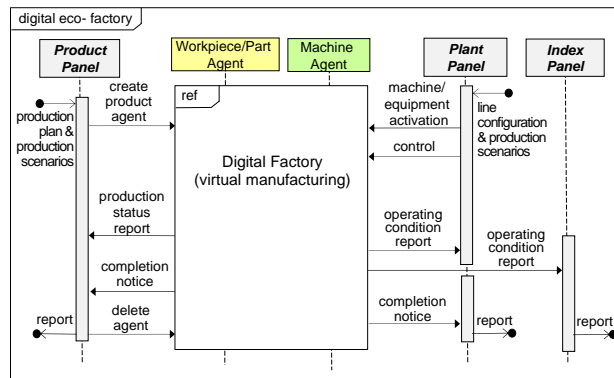 digital eco- factory
Product
Panel
Workpiece/Part
Agent
Machine
Agent
Plant
Panel
Index
Panel
create
product
agent
production
plan &
production
scenarios
ref
Digital Factory
(virtual manufacturing)
machine/
equipment
activation
control
line
configuration
& production
scenarios
production
status
report
operating
condition
report
operating
condition
report
completion
notice
completion
notice
report
delete
agent
report
report